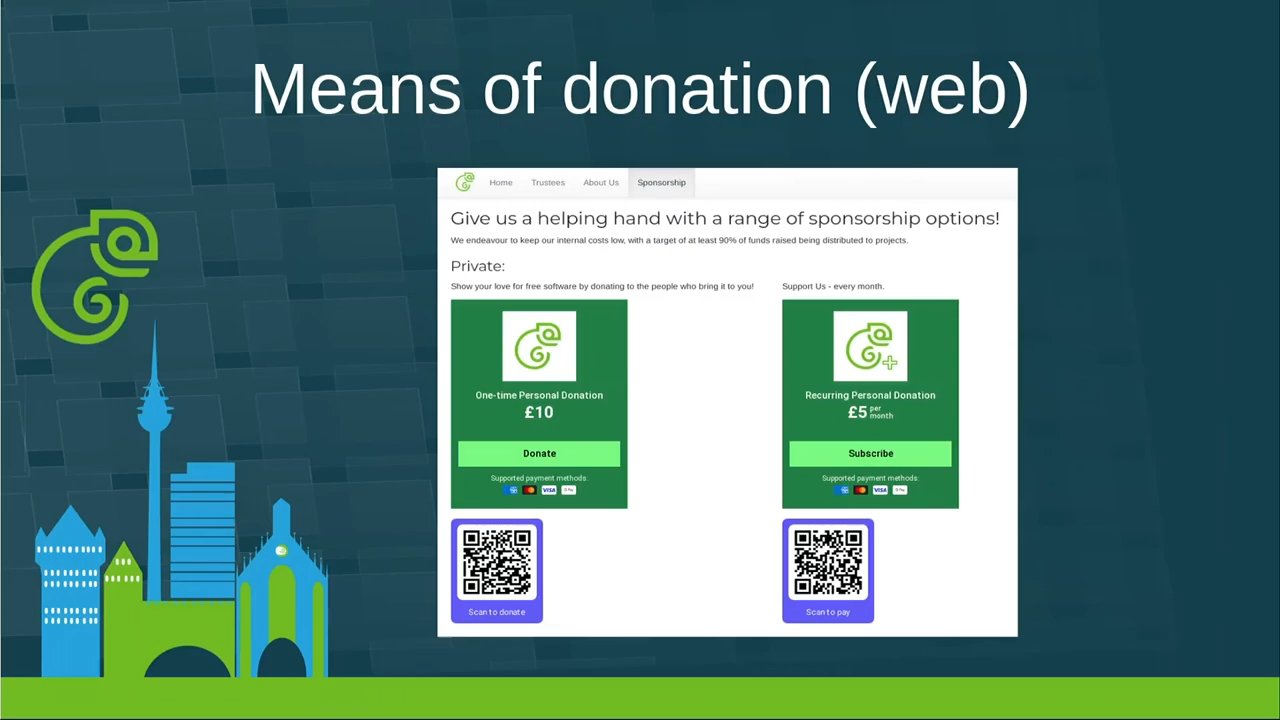 Means of donation (web)
Home Trustees About Us Sponsorship
Give us a helping hand with a range of sponsorship options!
We endeavour to keep our internal costs low, with a target of at least 90% of funds raised being distributed to projects.
Private:
Show your love for free software by donating to the people who bring it to you!
One-time Personal Donation
£10
Donate
Supported payment methods:
VISA
Scan to donate
Support Us - every month.
Recurring Personal Donation
£5 per month
Subscribe
Supported payment methods:
VISA
Scan to pay